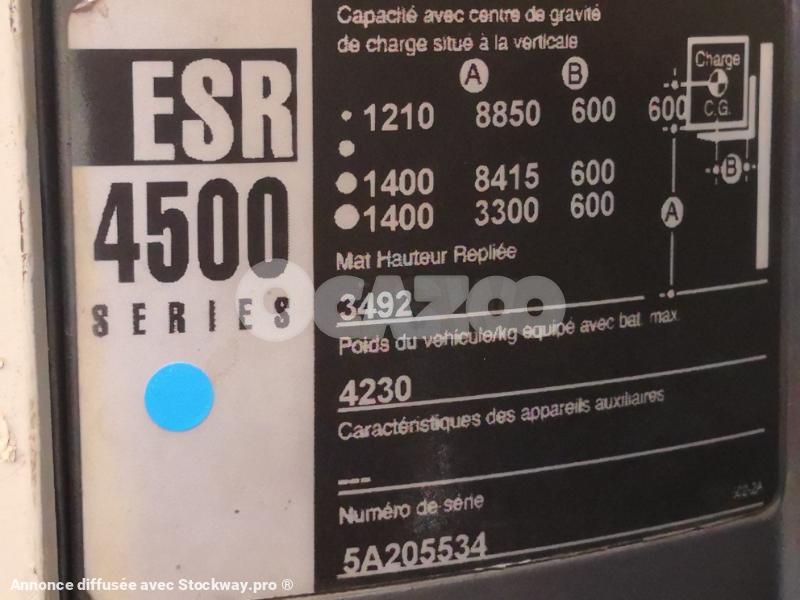 ESR
4500
SERIES
Capacité avec centre de gravité
de charge situé à la verticale
A B
1210 8850 600 600
1400 8415 600
1400 3300 600
Charge
C.G.
B
A
Mat Hauteur Repliée
3492
Poids du véhicule/kg équipé avec bat. max.
4230
Caractéristiques des appareils auxiliaires
---
Numéro de série
5A205534
OCAZOO
Annonce diffusée avec Stockway.pro ®